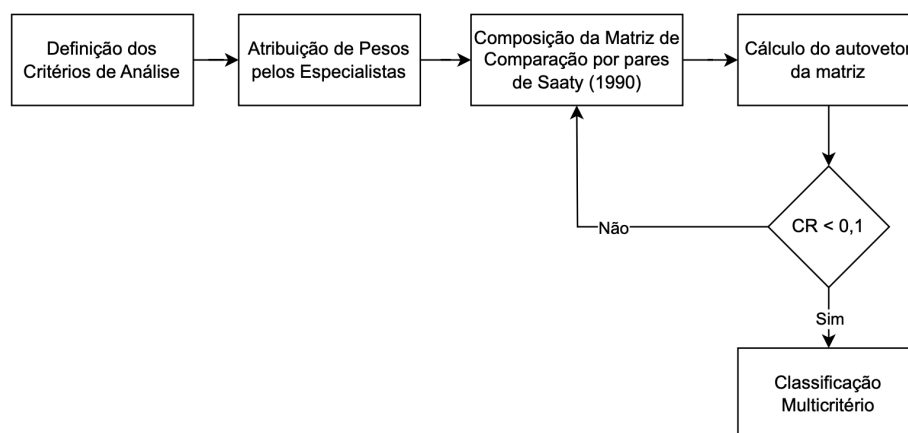 Definição dos
Critérios de Análise
Atribuição de Pesos
pelos Especialistas
Composição da Matriz de
Comparação por pares
de Saaty (1990)
Cálculo do autovetor
da matriz
CR < 0,1
Não
Sim
Classificação
Multicritério